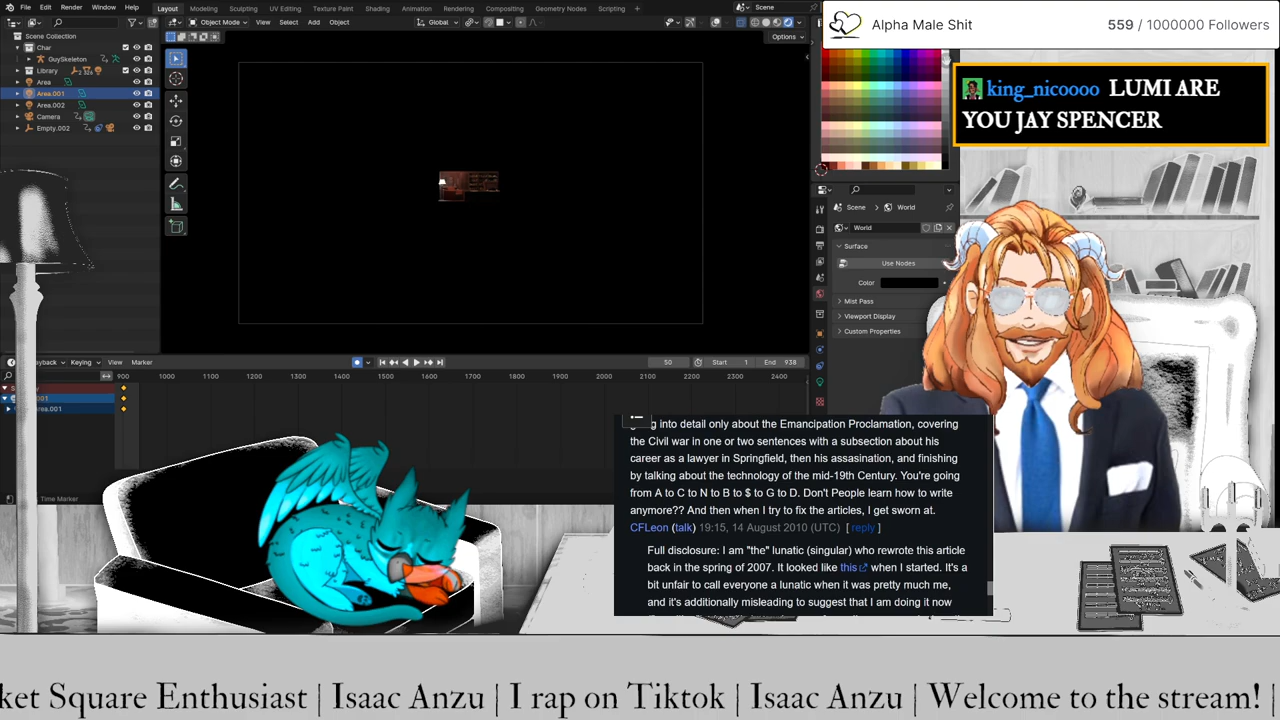 File Edit Render Window Help
Layout Modeling Sculpting UV Editing Texture Paint Shading Animation Rendering Compositing Geometry Nodes Scripting
Scene
Object Mode View Select Add Object
Global
Options
Scene Collection
Char
GuySkeleton
Library
Area
Area.001
Area.002
Camera
Empty.002
Alpha Male Shit
559 / 1000000 Followers
king_nicoooo LUMI ARE
YOU JAY SPENCER
Scene > World
World
Surface
Use Nodes
Color
Mist Pass
Viewport Display
Custom Properties
Keying View Marker
50 Start 1 End 938
900 1000 1100 1200 1300 1400 1500 1600 1700 1800 1900 2000 2100 2200 2300 2400
Time Marker
into detail only about the Emancipation Proclamation, covering
the Civil war in one or two sentences with a subsection about his
career as a lawyer in Springfield, then his assasination, and finishing
by talking about the technology of the mid-19th Century. You're going
from A to C to N to B to $ to G to D. Don't People learn how to write
anymore?? And then when I try to fix the articles, I get sworn at.
CFLeon (talk) 19:15, 14 August 2010 (UTC) [ reply ]
Full disclosure: I am "the" lunatic (singular) who rewrote this article
back in the spring of 2007. It looked like this when I started. It's a
bit unfair to call everyone a lunatic when it was pretty much me,
and it's additionally misleading to suggest that I am doing it now
ket Square Enthusiast | Isaac Anzu | I rap on Tiktok | Isaac Anzu | Welcome to the stream! |